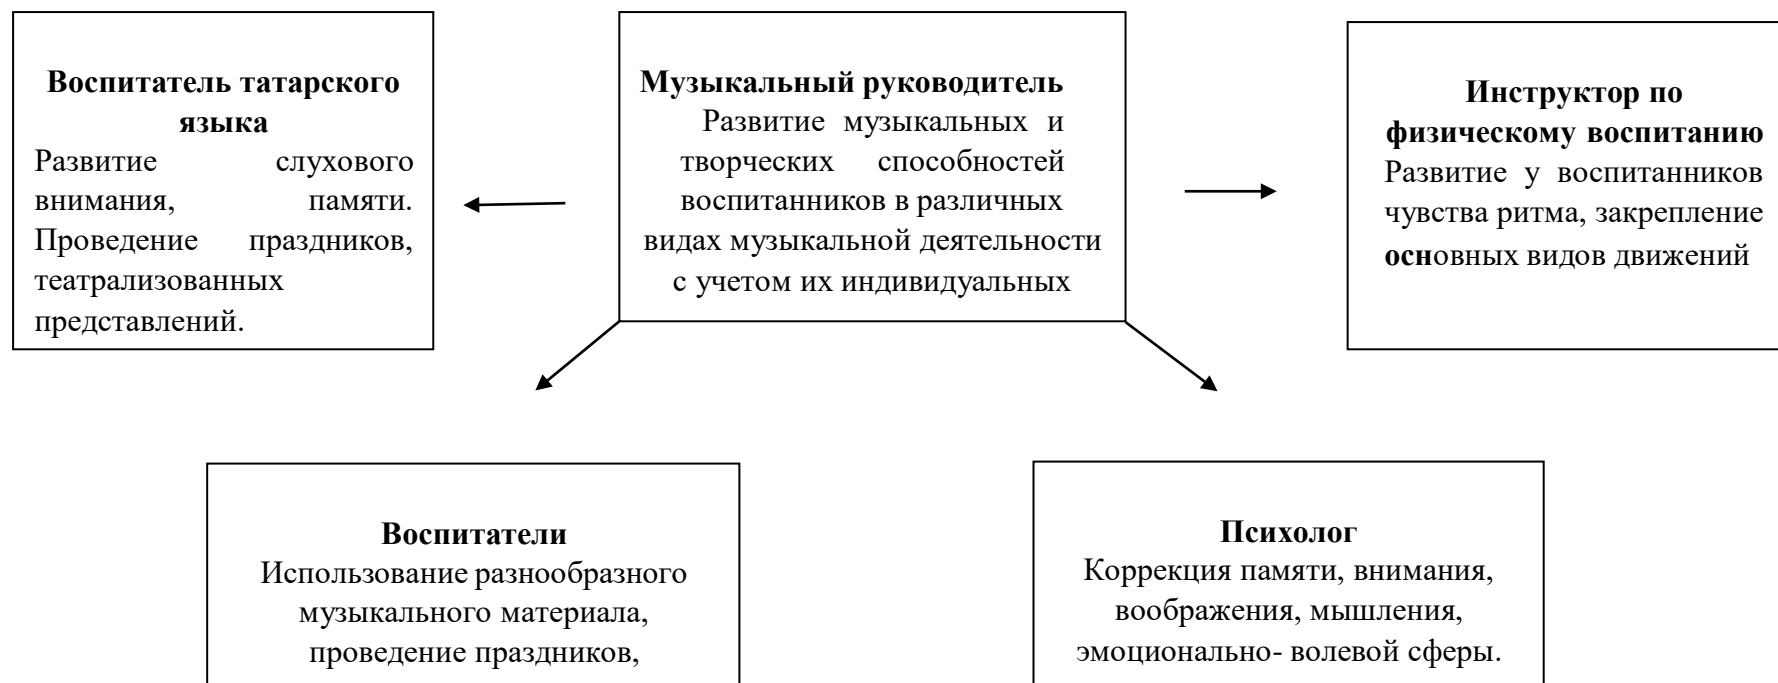 Воспитатель татарского
языка
Развитие слухового
внимания, памяти.
Проведение праздников,
театрализованных
представлений.
Музыкальный руководитель
Развитие музыкальных и
творческих способностей
воспитанников в различных
видах музыкальной деятельности
с учетом их индивидуальных
Инструктор по
физическому воспитанию
Развитие у воспитанников
чувства ритма, закрепление
основных видов движений
Воспитатели
Использование разнообразного
музыкального материала,
проведение праздников,
Психолог
Коррекция памяти, внимания,
воображения, мышления,
эмоционально- волевой сферы.